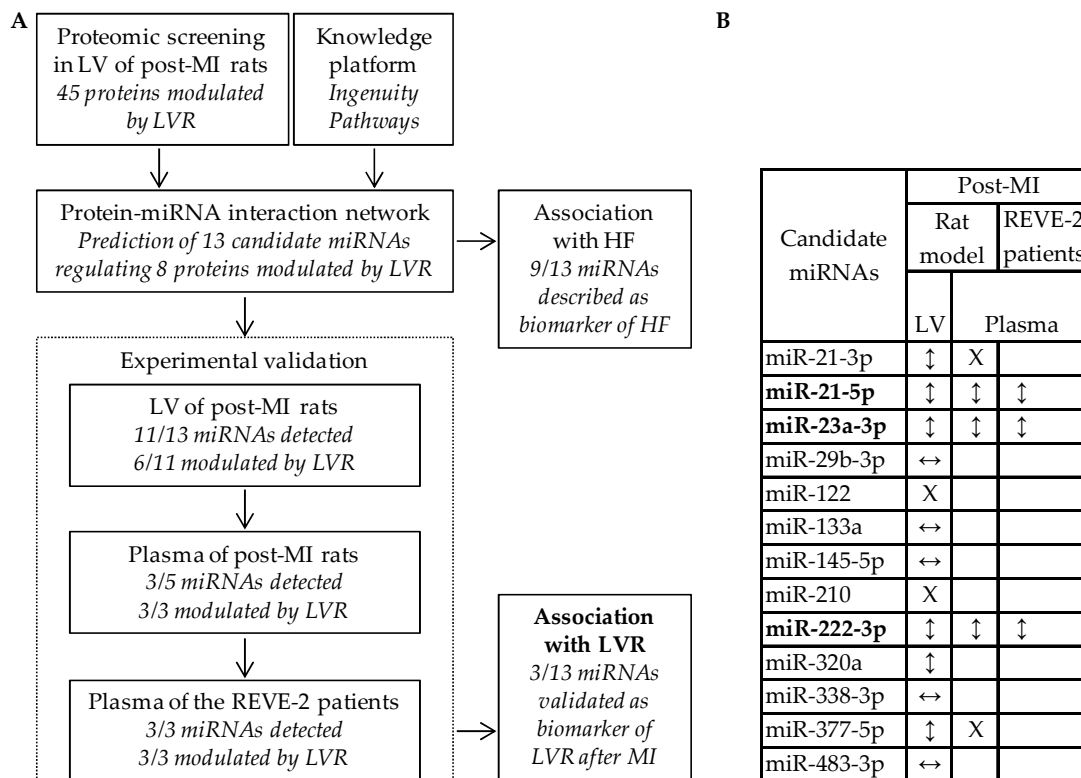 A
Proteomic screening
in LV of post-MI rats
45 proteins modulated
by LVR
Knowledge
platform
Ingenuity
Pathways
Protein-miRNA interaction network
Prediction of 13 candidate miRNAs
regulating 8 proteins modulated by LVR
Association
with HF
9/13 miRNAs
described as
biomarker of HF
Experimental validation
LV of post-MI rats
11/13 miRNAs detected
6/11 modulated by LVR
Plasma of post-MI rats
3/5 miRNAs detected
3/3 modulated by LVR
Plasma of the REVE-2 patients
3/3 miRNAs detected
3/3 modulated by LVR
Association
with LVR
3/13 miRNAs
validated as
biomarker of
LVR after MI
B
Candidate
miRNAs
Post-MI
Rat
model
REVE-2
patients
LV Plasma
miR-21-3p ↕ X
miR-21-5p ↕ ↕ ↕
miR-23a-3p ↕ ↕ ↕
miR-29b-3p ↔
miR-122 X
miR-133a ↔
miR-145-5p ↔
miR-210 X
miR-222-3p ↕ ↕ ↕
miR-320a ↕
miR-338-3p ↔
miR-377-5p ↕ X
miR-483-3p ↔